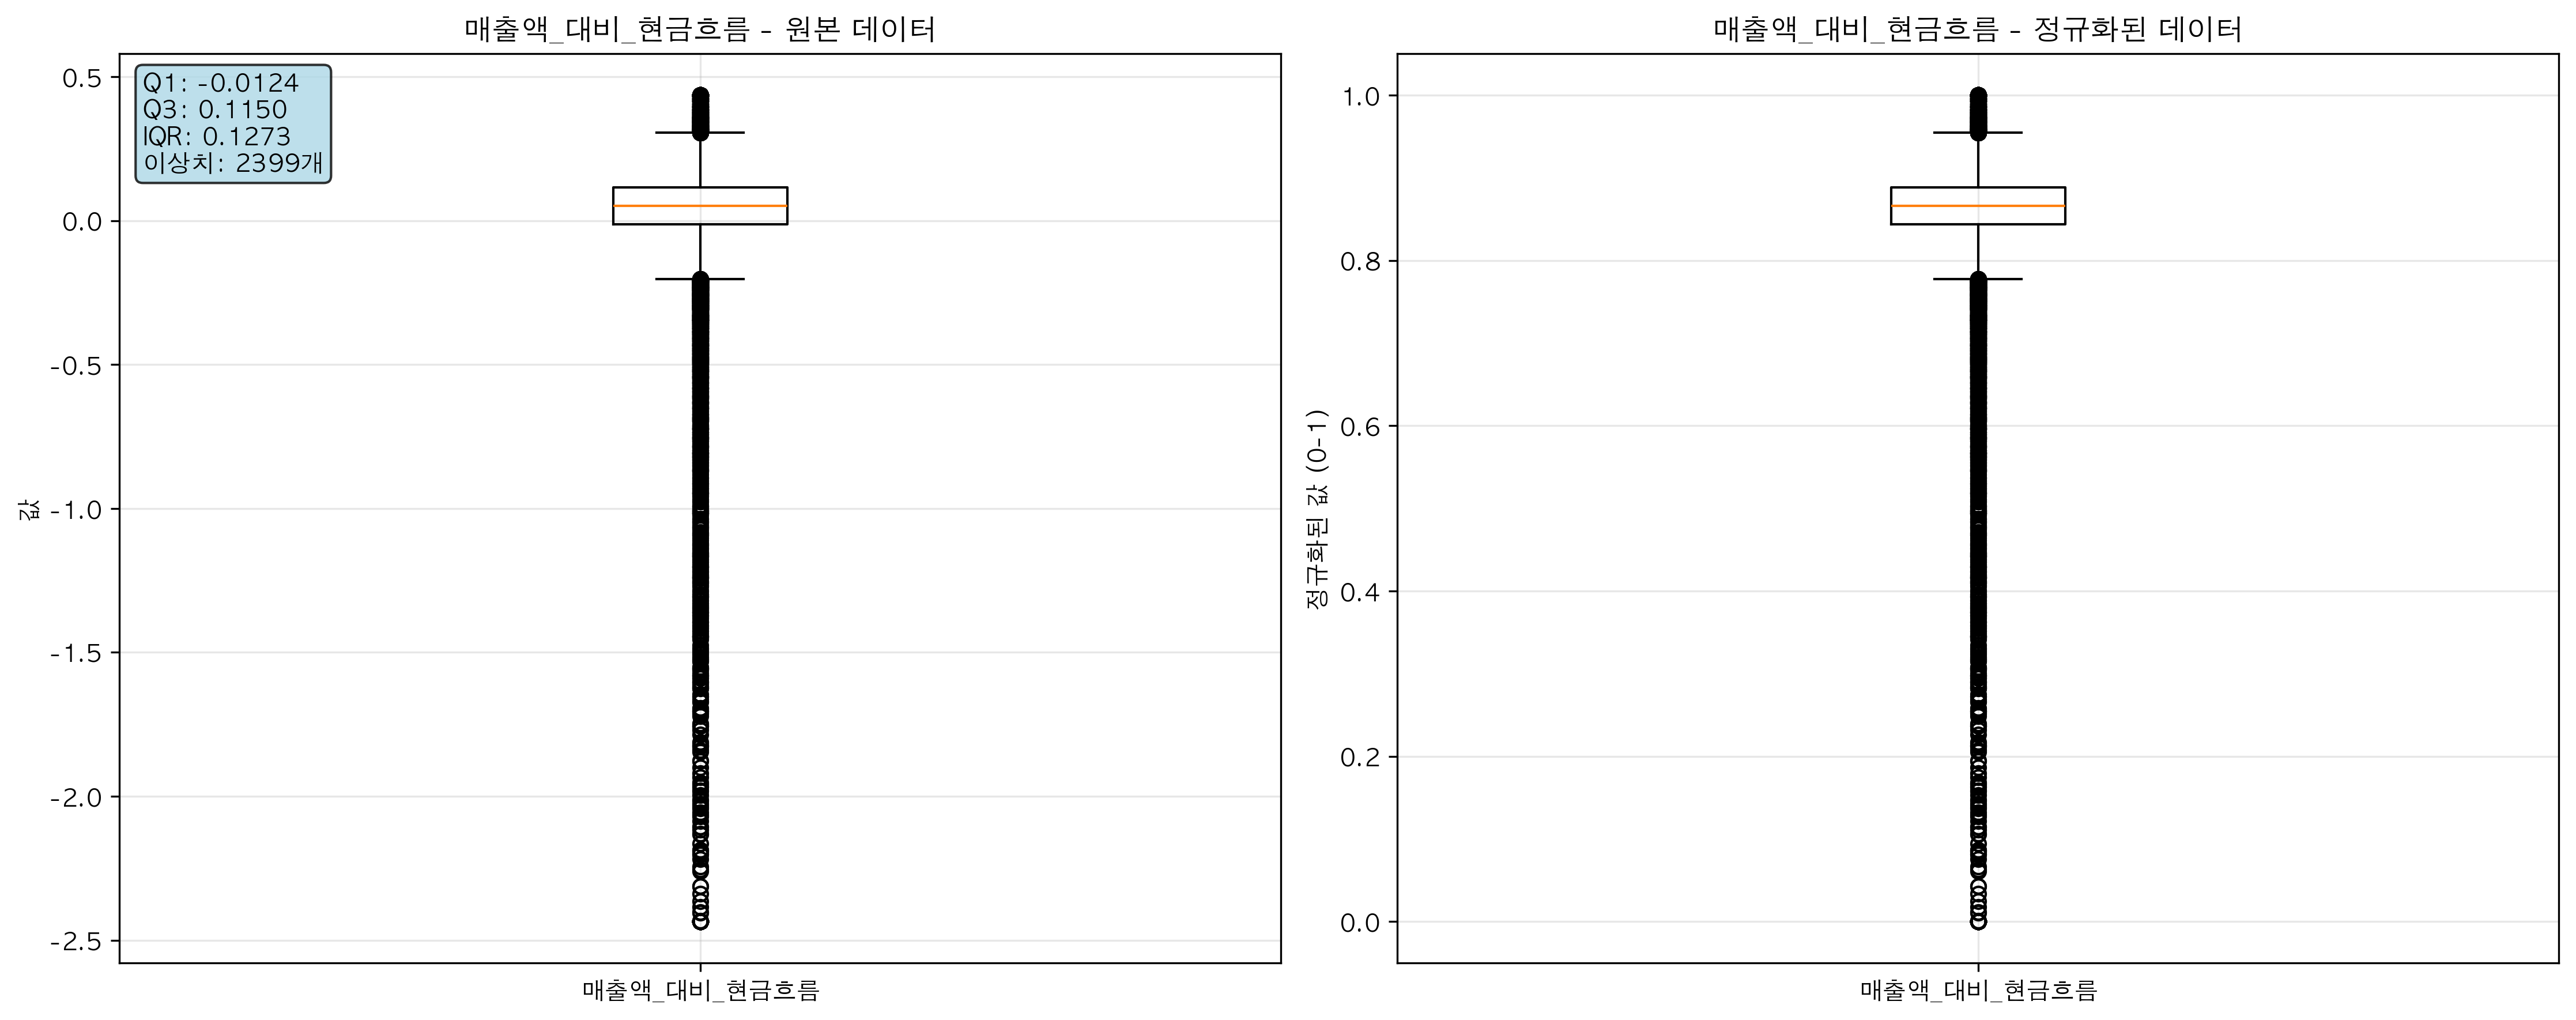 매출액_대비_현금흐름 - 원본 데이터
Q1: -0.0124
Q3: 0.1150
IQR: 0.1273
이상치: 2399개
0.5
0.0
-0.5
-1.0
-1.5
-2.0
-2.5
값
매출액_대비_현금흐름
매출액_대비_현금흐름 - 정규화된 데이터
1.0
0.8
0.6
0.4
0.2
0.0
정규화된 값 (0-1)
매출액_대비_현금흐름